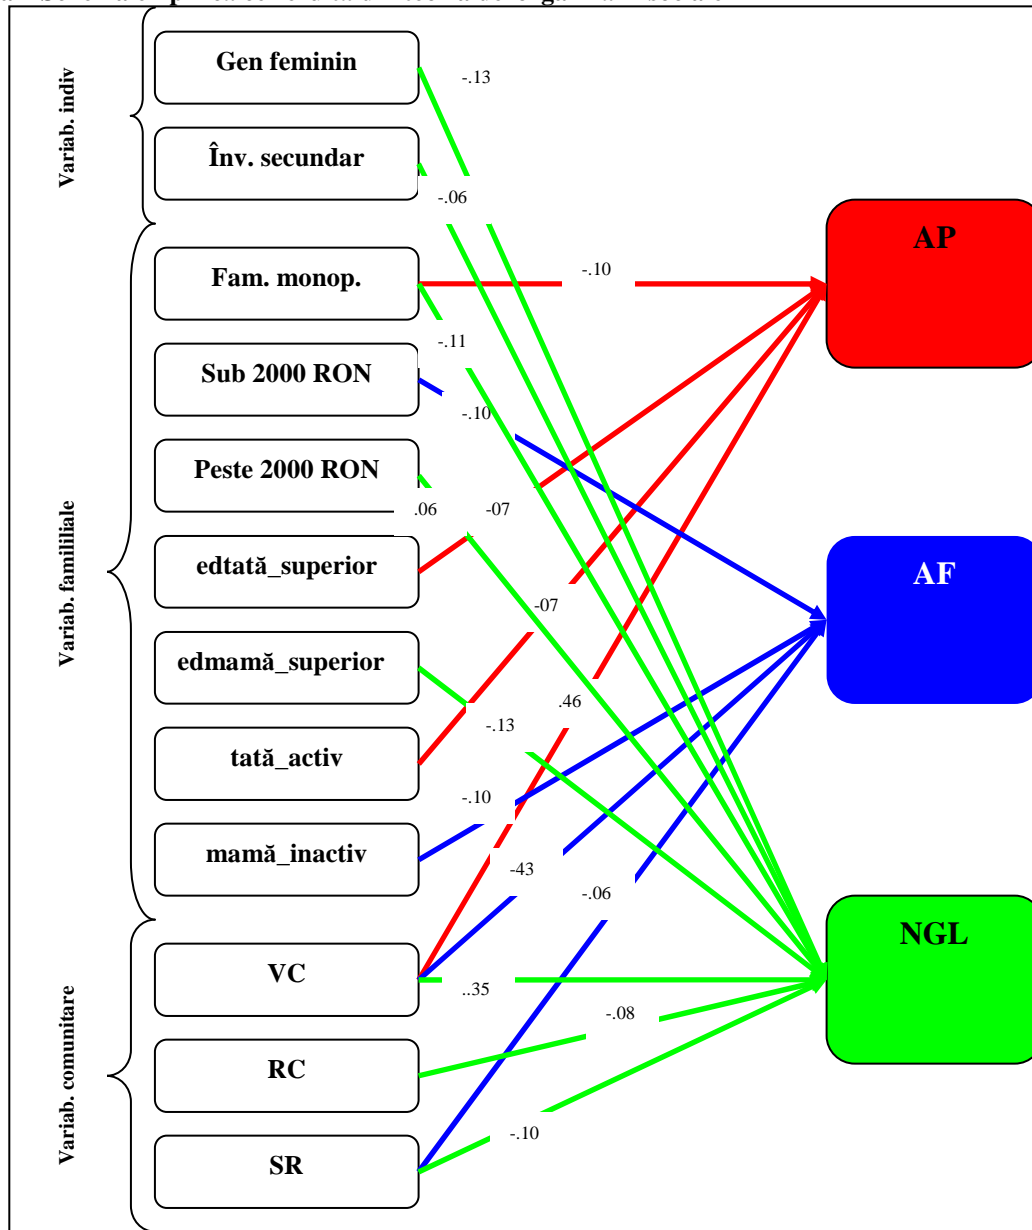 Variab. indiv
Gen feminin
-.13
Înv. secundar
-.06
AP
Variab. famililiale
Fam. monop.
-.10
-.11
Sub 2000 RON
-.10
Peste 2000 RON
.06
-07
edtată_superior
AF
-07
edmamă_superior
.46
-.13
tată_activ
-.10
mamă_inactiv
-43
-.06
NGL
Variab. comunitare
VC
..35
-.08
RC
-.10
SR